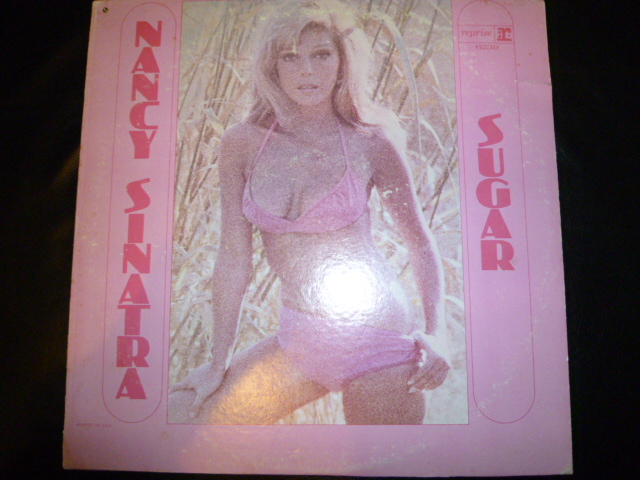 NANCY SINATRA
reprise
SUGAR